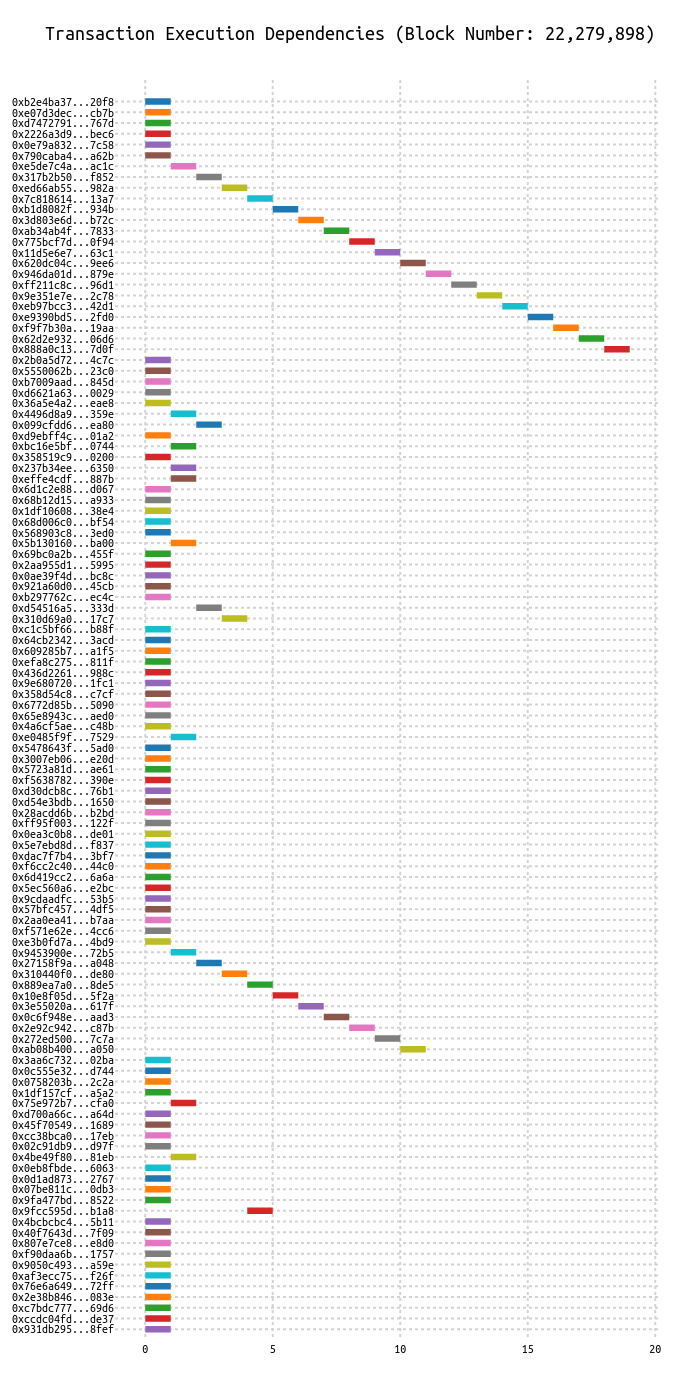 Transaction Execution Dependencies (Block Number: 22,279,898)
0xb2e4ba37...20f8
0xe07d3dec...cb7b
0xd7472791...767d
0x2226a3d9...bec6
0x0e79a832...7c58
0x790caba4...a62b
0xe5de7c4a...ac1c
0x317b2b50...f852
0xed66ab55...982a
0x7c818614...13a7
0xb1d8082f...934b
0x3d803e6d...b72c
0xab34ab4f...7833
0x775bcf7d...0f94
0x11d5e6e7...63c1
0x620dc04c...9ee6
0x946da01d...879e
0xff211c8c...96d1
0x9e351e7e...2c78
0xeb97bcc3...42d1
0xe9390bd5...2fd0
0xf9f7b30a...19aa
0x62d2e932...06d6
0x888a0c13...7d0f
0x2b0a5d72...4c7c
0x5550062b...23c0
0xb7009aad...845d
0xd6621a63...0029
0x36a5e4a2...eae8
0x4496d8a9...359e
0x099cfdd6...ea80
0xd9ebff4c...01a2
0xbc16e5bf...0744
0x358519c9...0200
0x237b34ee...6350
0xeffe4cdf...887b
0x6d1c2e88...d067
0x68b12d15...a933
0x1df10608...38e4
0x68d006c0...bf54
0x568903c8...3ed0
0x5b130160...ba00
0x69bc0a2b...455f
0x2aa955d1...5995
0x0ae39f4d...bc8c
0x921a60d0...45cb
0xb297762c...ec4c
0xd54516a5...333d
0x310d69a0...17c7
0xc1c5bf66...b88f
0x64cb2342...3acd
0x609285b7...a1f5
0xefa8c275...811f
0x436d2261...988c
0x9e680720...1fc1
0x358d54c8...c7cf
0x6772d85b...5090
0x65e8943c...aed0
0x4a6cf5ae...c48b
0xe0485f9f...7529
0x5478643f...5ad0
0x3007eb06...e20d
0x5723a81d...ae61
0xf5638782...390e
0xd30dcb8c...76b1
0xd54e3bdb...1650
0x28acdd6b...b2bd
0xff95f003...122f
0x0ea3c0b8...de01
0x5e7ebd8d...f837
0xdac7f7b4...3bf7
0xf6cc2c40...44c0
0x6d419cc2...6a6a
0x5ec560a6...e2bc
0x9cdaadfc...53b5
0x57bfc457...4df5
0x2aa0ea41...b7aa
0xf571e62e...4cc6
0xe3b0fd7a...4bd9
0x9453900e...72b5
0x27158f9a...a048
0x310440f0...de80
0x889ea7a0...8de5
0x10e8f05d...5f2a
0x3e55020a...617f
0x0c6f948e...aad3
0x2e92c942...c87b
0x272ed500...7c7a
0xab08b400...a050
0x3aa6c732...02ba
0x0c555e32...d744
0x0758203b...2c2a
0x1df157cf...a5a2
0x75e972b7...cfa0
0xd700a66c...a64d
0x45f70549...1689
0xcc38bca0...17eb
0x02c91db9...d97f
0x4be49f80...81eb
0x0eb8fbde...6063
0x0d1ad873...2767
0x07be811c...0db3
0x9fa477bd...8522
0x9fcc595d...b1a8
0x4bcbcbc4...5b11
0x40f7643d...7f09
0x807e7ce8...e8d0
0xf90daa6b...1757
0x9050c493...a59e
0xaf3ecc75...f26f
0x76e6a649...72ff
0x2e38b846...083e
0xc7bdc777...69d6
0xccdc04fd...de37
0x931db295...8fef
0 5 10 15 20